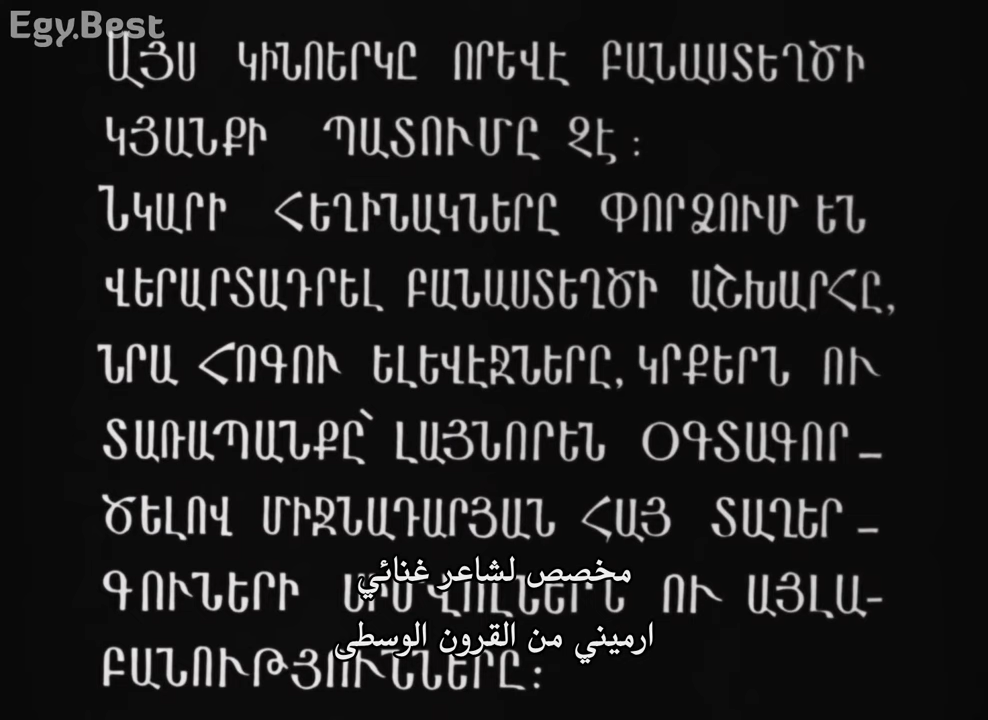 Egy.Best
ԱՅՍ ԿԻՆՈԵՐԿԸ ՈՐԵՎԷ ԲԱՆԱՍՏԵՂԾԻ
ԿՅԱՆՔԻ ՊԱՏՈՒՄԸ ՉԷ:
ՆԿԱՐԻ ՀԵՂԻՆԱԿՆԵՐԸ ՓՈՐՁՈՒՄ ԵՆ
ՎԵՐԱՐՏԱԴՐԵԼ ԲԱՆԱՍՏԵՂԾԻ ԱՇԽԱՐՀԸ,
ՆՐԱ ՀՈԳՈՒ ԵԼԵՎԷՋՆԵՐԸ, ԿՐՔԵՐՆ ՈՒ
ՏԱՌԱՊԱՆՔԸ՝ ԼԱՅՆՈՐԵՆ ՕԳՏԱԳՈՐ-
ԾԵԼՈՎ ՄԻՋՆԱԴԱՐՅԱՆ ՀԱՅ ՏԱՂԵՐ-
ԳՈՒՆԵՐԻ ՍԻՄՎՈԼՆԵՐՆ ՈՒ ԱՅԼԱ-
ԲԱՆՈՒԹՅՈՒՆՆԵՐԸ:
مخصص لشاعر غنائي
ارميني من القرون الوسطى